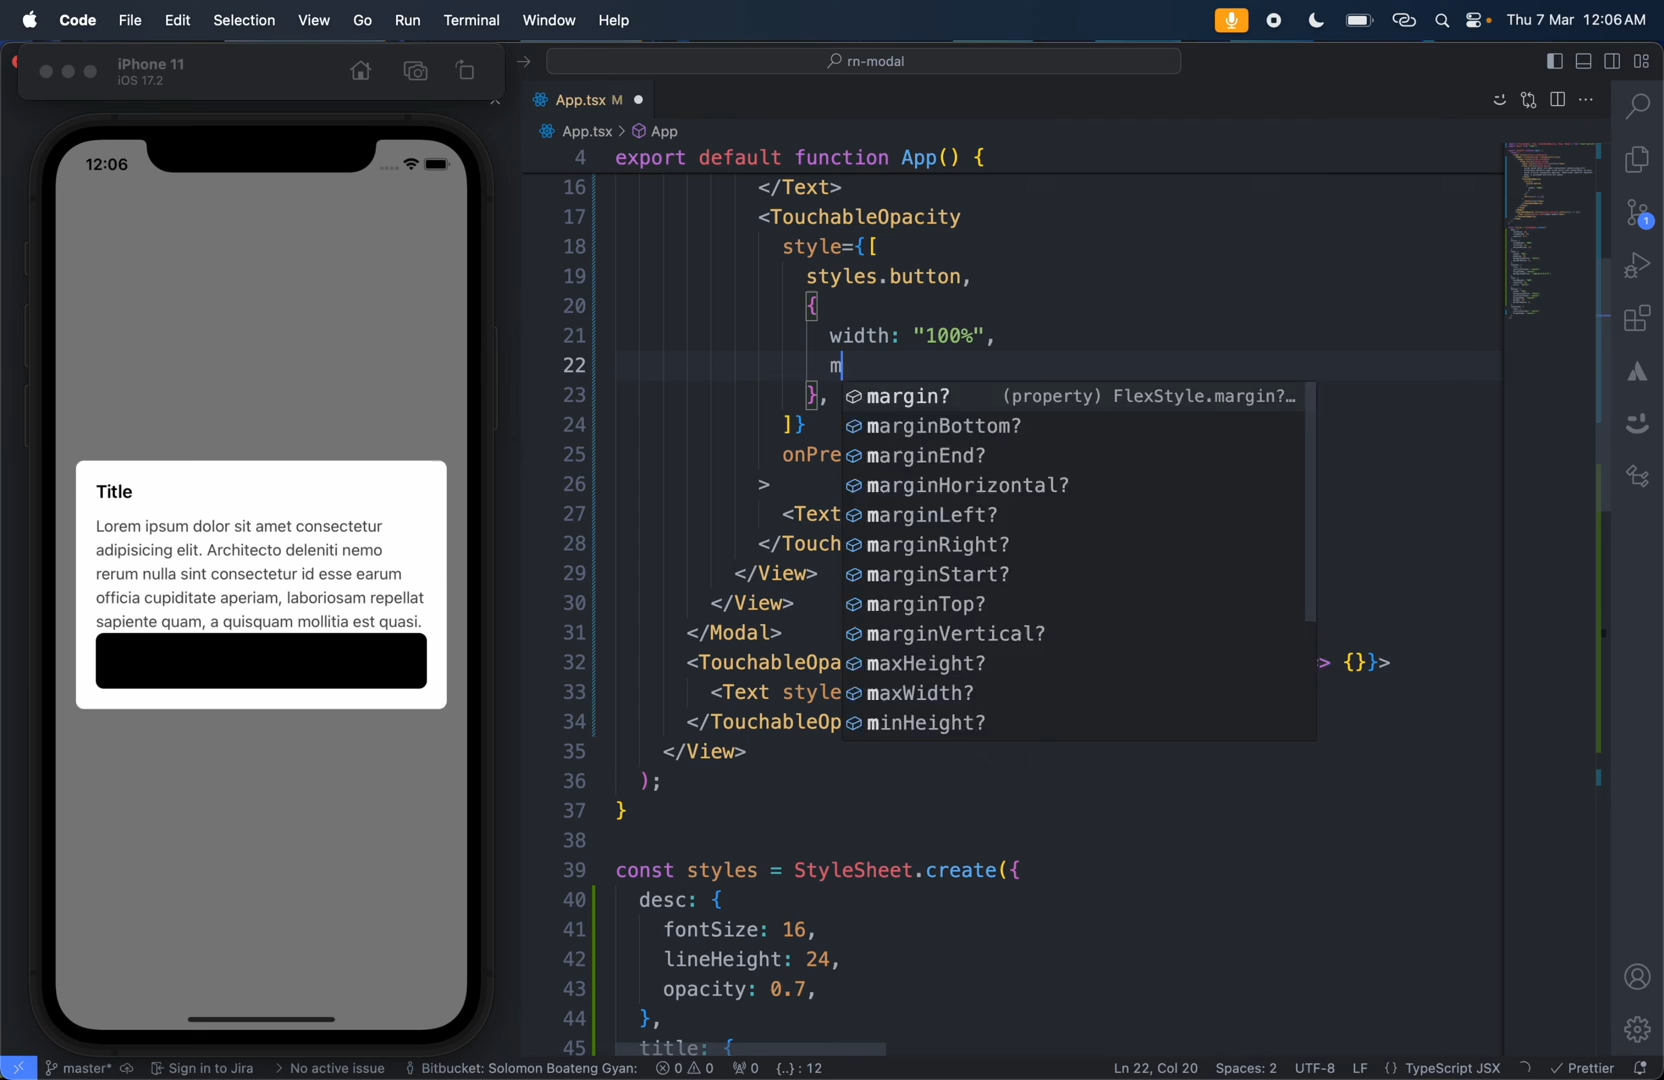 Code File Edit Selection View Go Run Terminal Window Help Thu 7 Mar 12:06 AM
iPhone 11
iOS 17.2
rn-modal
App.tsx M
App.tsx > App
4 export default function App() {
16 </Text>
17 <TouchableOpacity
18 style={[
19 styles.button,
20 {
21 width: "100%",
22 m
23 },
24 ]}
25 onPre
26 >
27 <Text
28 </Touch
29 </View>
30 </View>
31 </Modal>
32 <TouchableOpa > {}}>
33 <Text style
34 </TouchableOp
35 </View>
36 );
37 }
38
39 const styles = StyleSheet.create({
40 desc: {
41 fontSize: 16,
42 lineHeight: 24,
43 opacity: 0.7,
44 },
45 title: {
margin? (property) FlexStyle.margin?…
marginBottom?
marginEnd?
marginHorizontal?
marginLeft?
marginRight?
marginStart?
marginTop?
marginVertical?
maxHeight?
maxWidth?
minHeight?
12:06
Title
Lorem ipsum dolor sit amet consectetur
adipisicing elit. Architecto deleniti nemo
rerum nulla sint consectetur id esse earum
officia cupiditate aperiam, laboriosam repellat
sapiente quam, a quisquam mollitia est quasi.
1
master* Sign in to Jira No active issue Bitbucket: Solomon Boateng Gyan: 0 0 0 {..} : 12 Ln 22, Col 20 Spaces: 2 UTF-8 LF {} TypeScript JSX Prettier